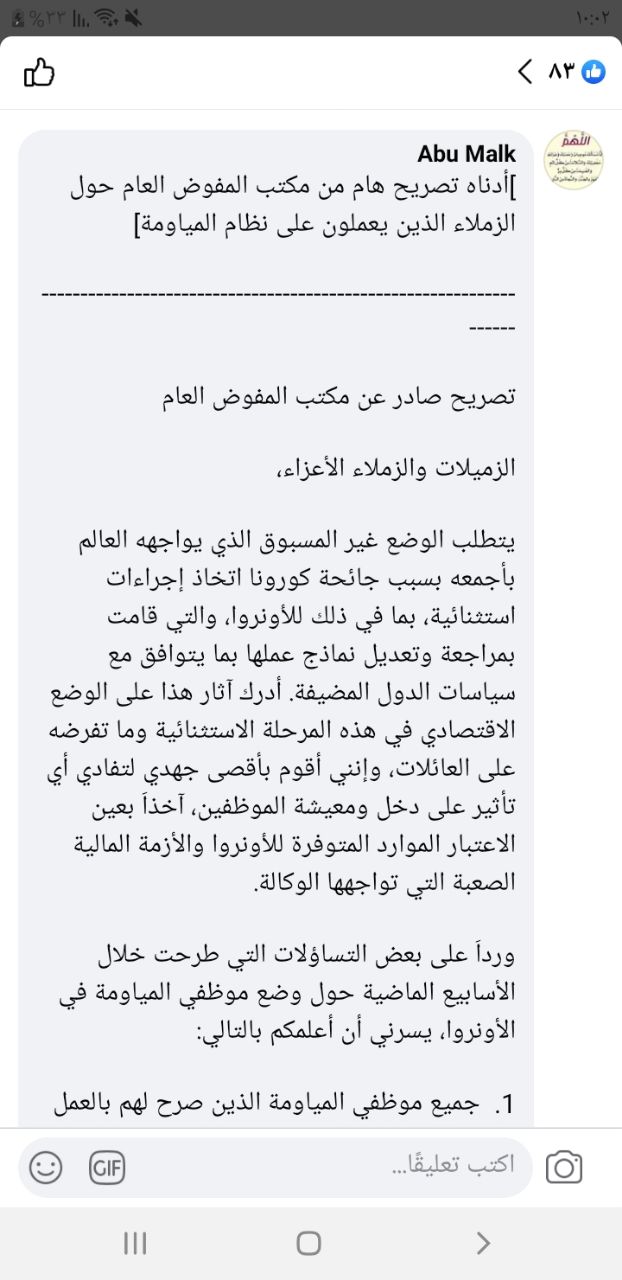 ٣٣%
١٠:٠٢
٨٣
Abu Malk
[أدناه تصريح هام من مكتب المفوض العام حول
الزملاء الذين يعملون على نظام المياومة]
-------------------------------------------------------------
------
تصريح صادر عن مكتب المفوض العام
الزميلات والزملاء الأعزاء،
يتطلب الوضع غير المسبوق الذي يواجهه العالم
بأجمعه بسبب جائحة كورونا اتخاذ إجراءات
استثنائية، بما في ذلك للأونروا، والتي قامت
بمراجعة وتعديل نماذج عملها بما يتوافق مع
سياسات الدول المضيفة. أدرك آثار هذا على الوضع
الاقتصادي في هذه المرحلة الاستثنائية وما تفرضه
على العائلات، وإنني أقوم بأقصى جهدي لتفادي أي
تأثير على دخل ومعيشة الموظفين، آخذاَ بعين
الاعتبار الموارد المتوفرة للأونروا والأزمة المالية
الصعبة التي تواجهها الوكالة.
ورداَ على بعض التساؤلات التي طرحت خلال
الأسابيع الماضية حول وضع موظفي المياومة في
الأونروا، يسرني أن أعلمكم بالتالي:
1. جميع موظفي المياومة الذين صرح لهم بالعمل
اكتب تعليقًا...
GIF